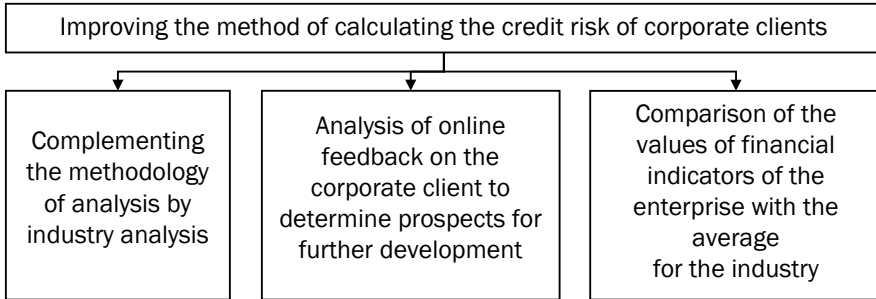 Improving the method of calculating the credit risk of corporate clients
Complementing
the methodology
of analysis by
industry analysis
Analysis of online
feedback on the
corporate client to
determine prospects for
further development
Comparison of the
values of financial
indicators of the
enterprise with the
average
for the industry